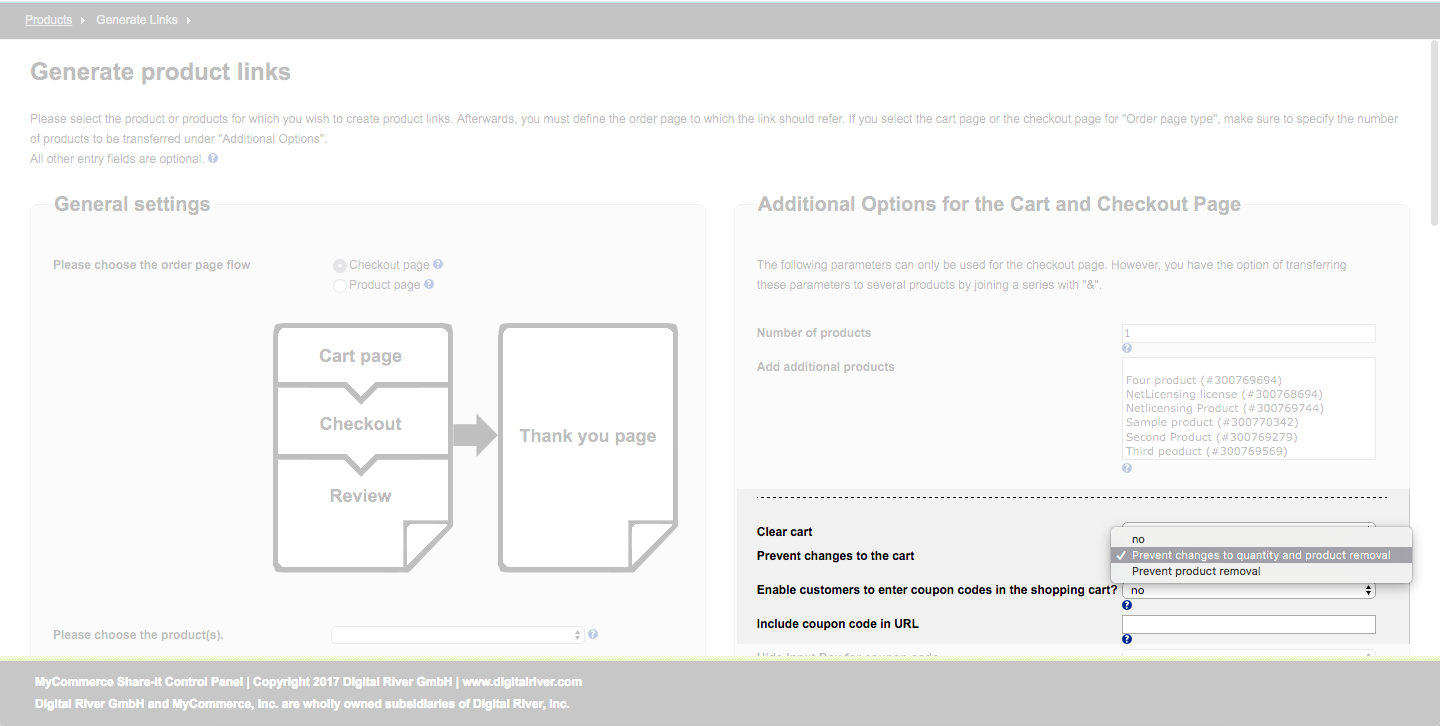 Products Generate Links
Generate product links
Please select the product or products for which you wish to create product links. Afterwards, you must define the order page to which the link should refer. If you select the cart page or the checkout page for "Order page type", make sure to specify the number
of products to be transferred under "Additional Options".
All other entry fields are optional. ?
General settings
Please choose the order page flow
Checkout page ?
Product page ?
Cart page
Checkout
Review
Thank you page
Please choose the product(s).
?
Additional Options for the Cart and Checkout Page
The following parameters can only be used for the checkout page. However, you have the option of transferring
these parameters to several products by joining a series with "&".
Number of products
1
?
Add additional products
Four product (#300769694)
NetLicensing license (#300768694)
Netlicensing Product (#300769744)
Sample product (#300770342)
Second Product (#300769279)
Third peoduct (#300769569)
?
Clear cart
Prevent changes to the cart
no
✓ Prevent changes to quantity and product removal
Prevent product removal
Enable customers to enter coupon codes in the shopping cart?
no
?
Include coupon code in URL
?
Hide Input Box for coupon code
MyCommerce Share-It Control Panel | Copyright 2017 Digital River GmbH | www.digitalriver.com
Digital River GmbH and MyCommerce, Inc. are wholly owned subsidiaries of Digital River, Inc.